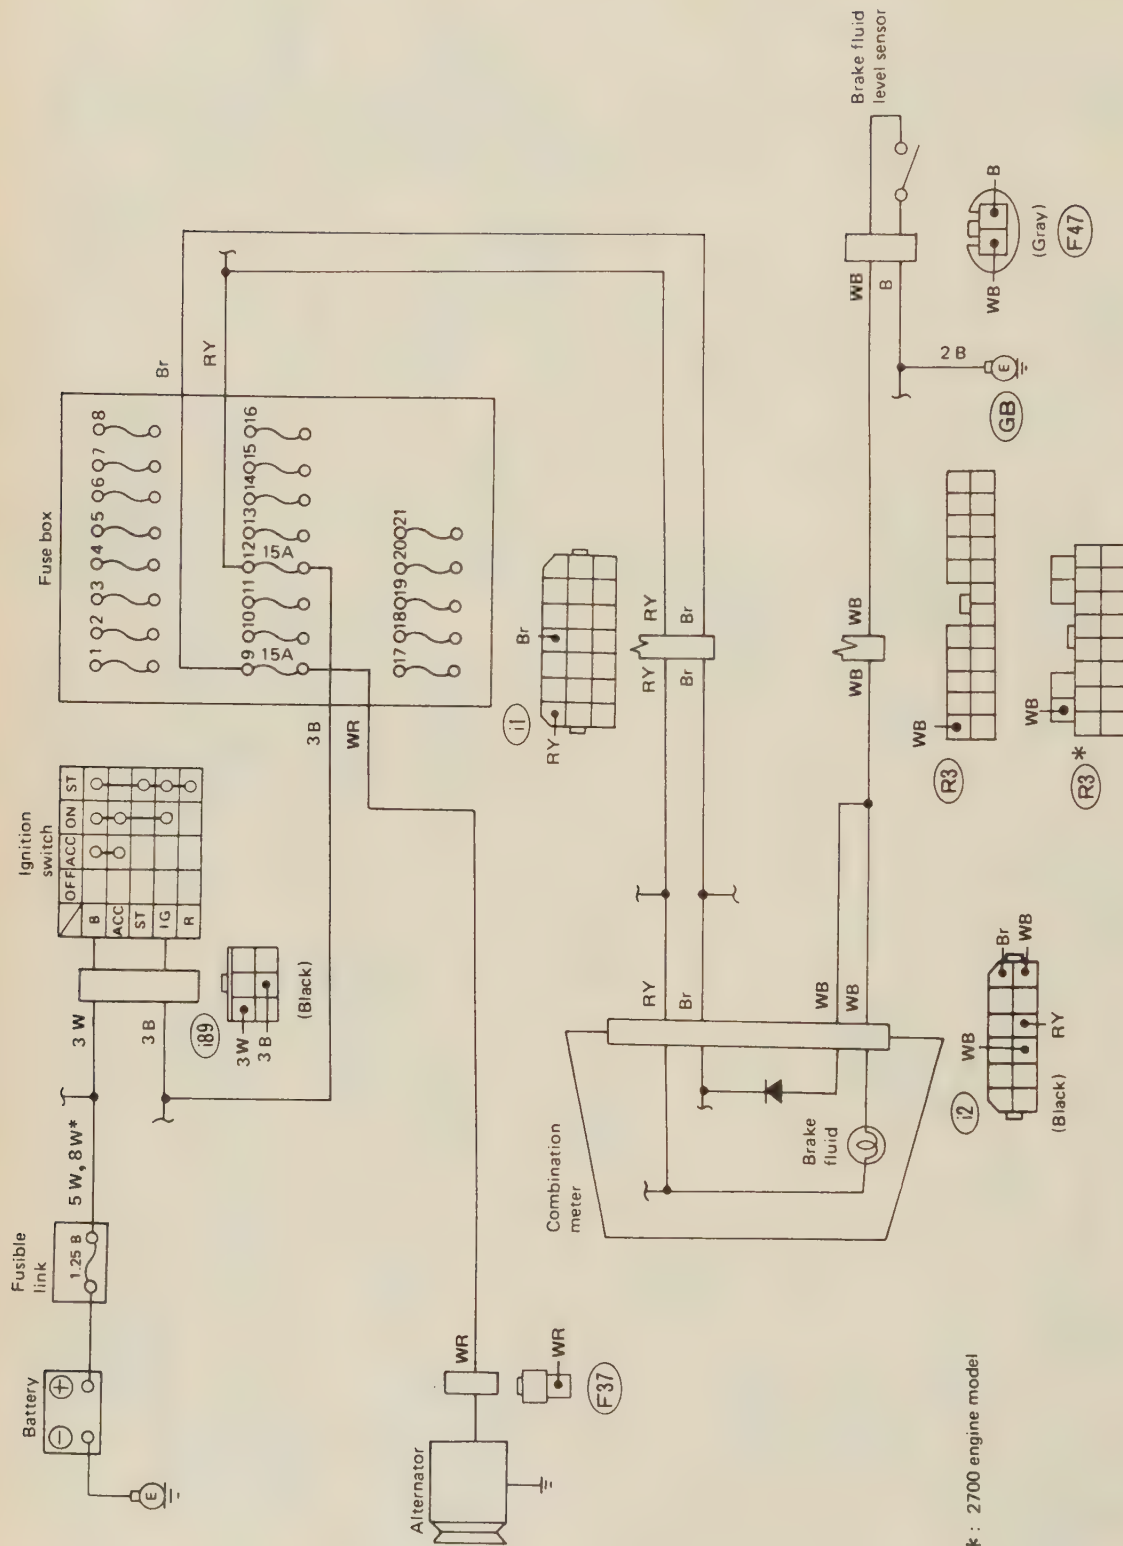 Battery
Fusible
link
1.25 B
5 W, 8W*
3 W
3 B
Ignition
switch
OFF ACC ON ST
B
ACC
ST
IG
R
i89
3W
3 B
(Black)
Fuse box
1 2 3 4 5 6 7 8
9 10 11 12 13 14 15 16
15A
15A
17 18 19 20 21
Br
RY
3 B
WR
Alternator
WR
WR
F37
i1
RY
Br
RY
Br
RY
Br
RY
Br
Combination
meter
Brake
fluid
WB
WB
WB
WB
WB
B
Brake fluid
level sensor
2 B
E
GB
E
WB
B
(Gray)
F47
WB
R3
WB
R3*
WB
Br
WB
RY
(Black)
i2
: 2700 engine model